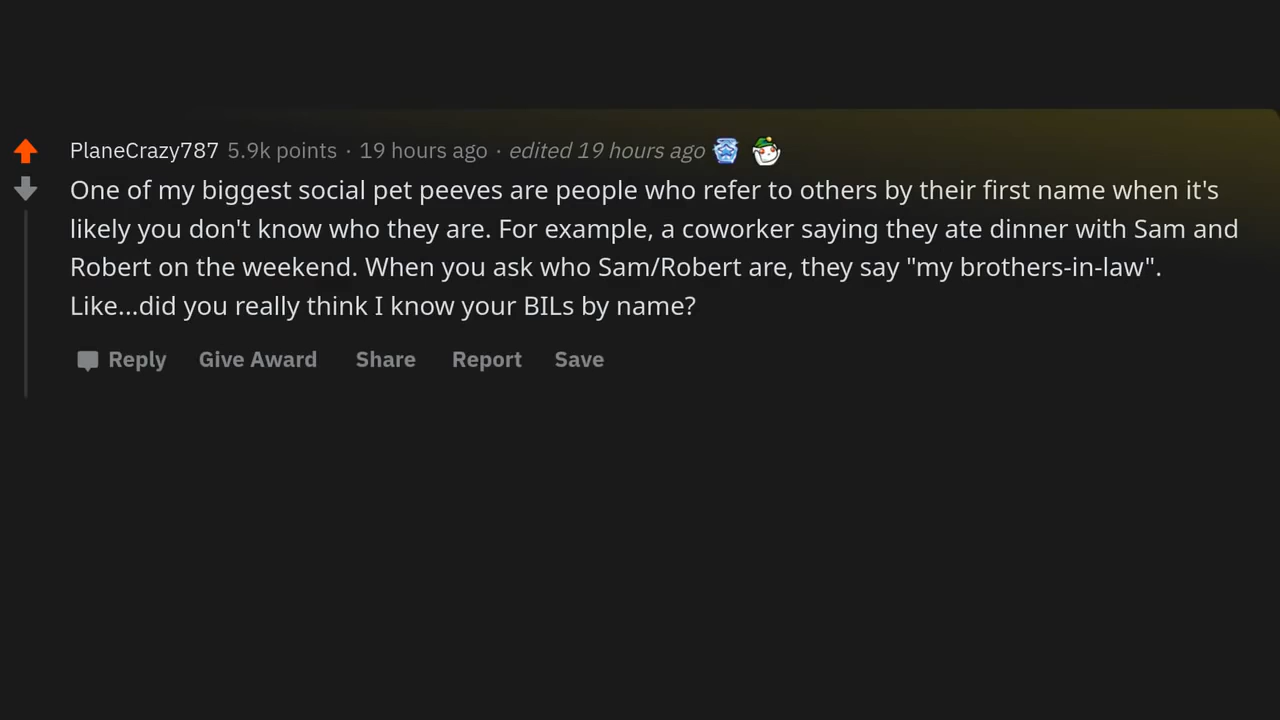 PlaneCrazy787 5.9k points · 19 hours ago · edited 19 hours ago
One of my biggest social pet peeves are people who refer to others by their first name when it's
likely you don't know who they are. For example, a coworker saying they ate dinner with Sam and
Robert on the weekend. When you ask who Sam/Robert are, they say "my brothers-in-law".
Like...did you really think I know your BILs by name?
Reply Give Award Share Report Save